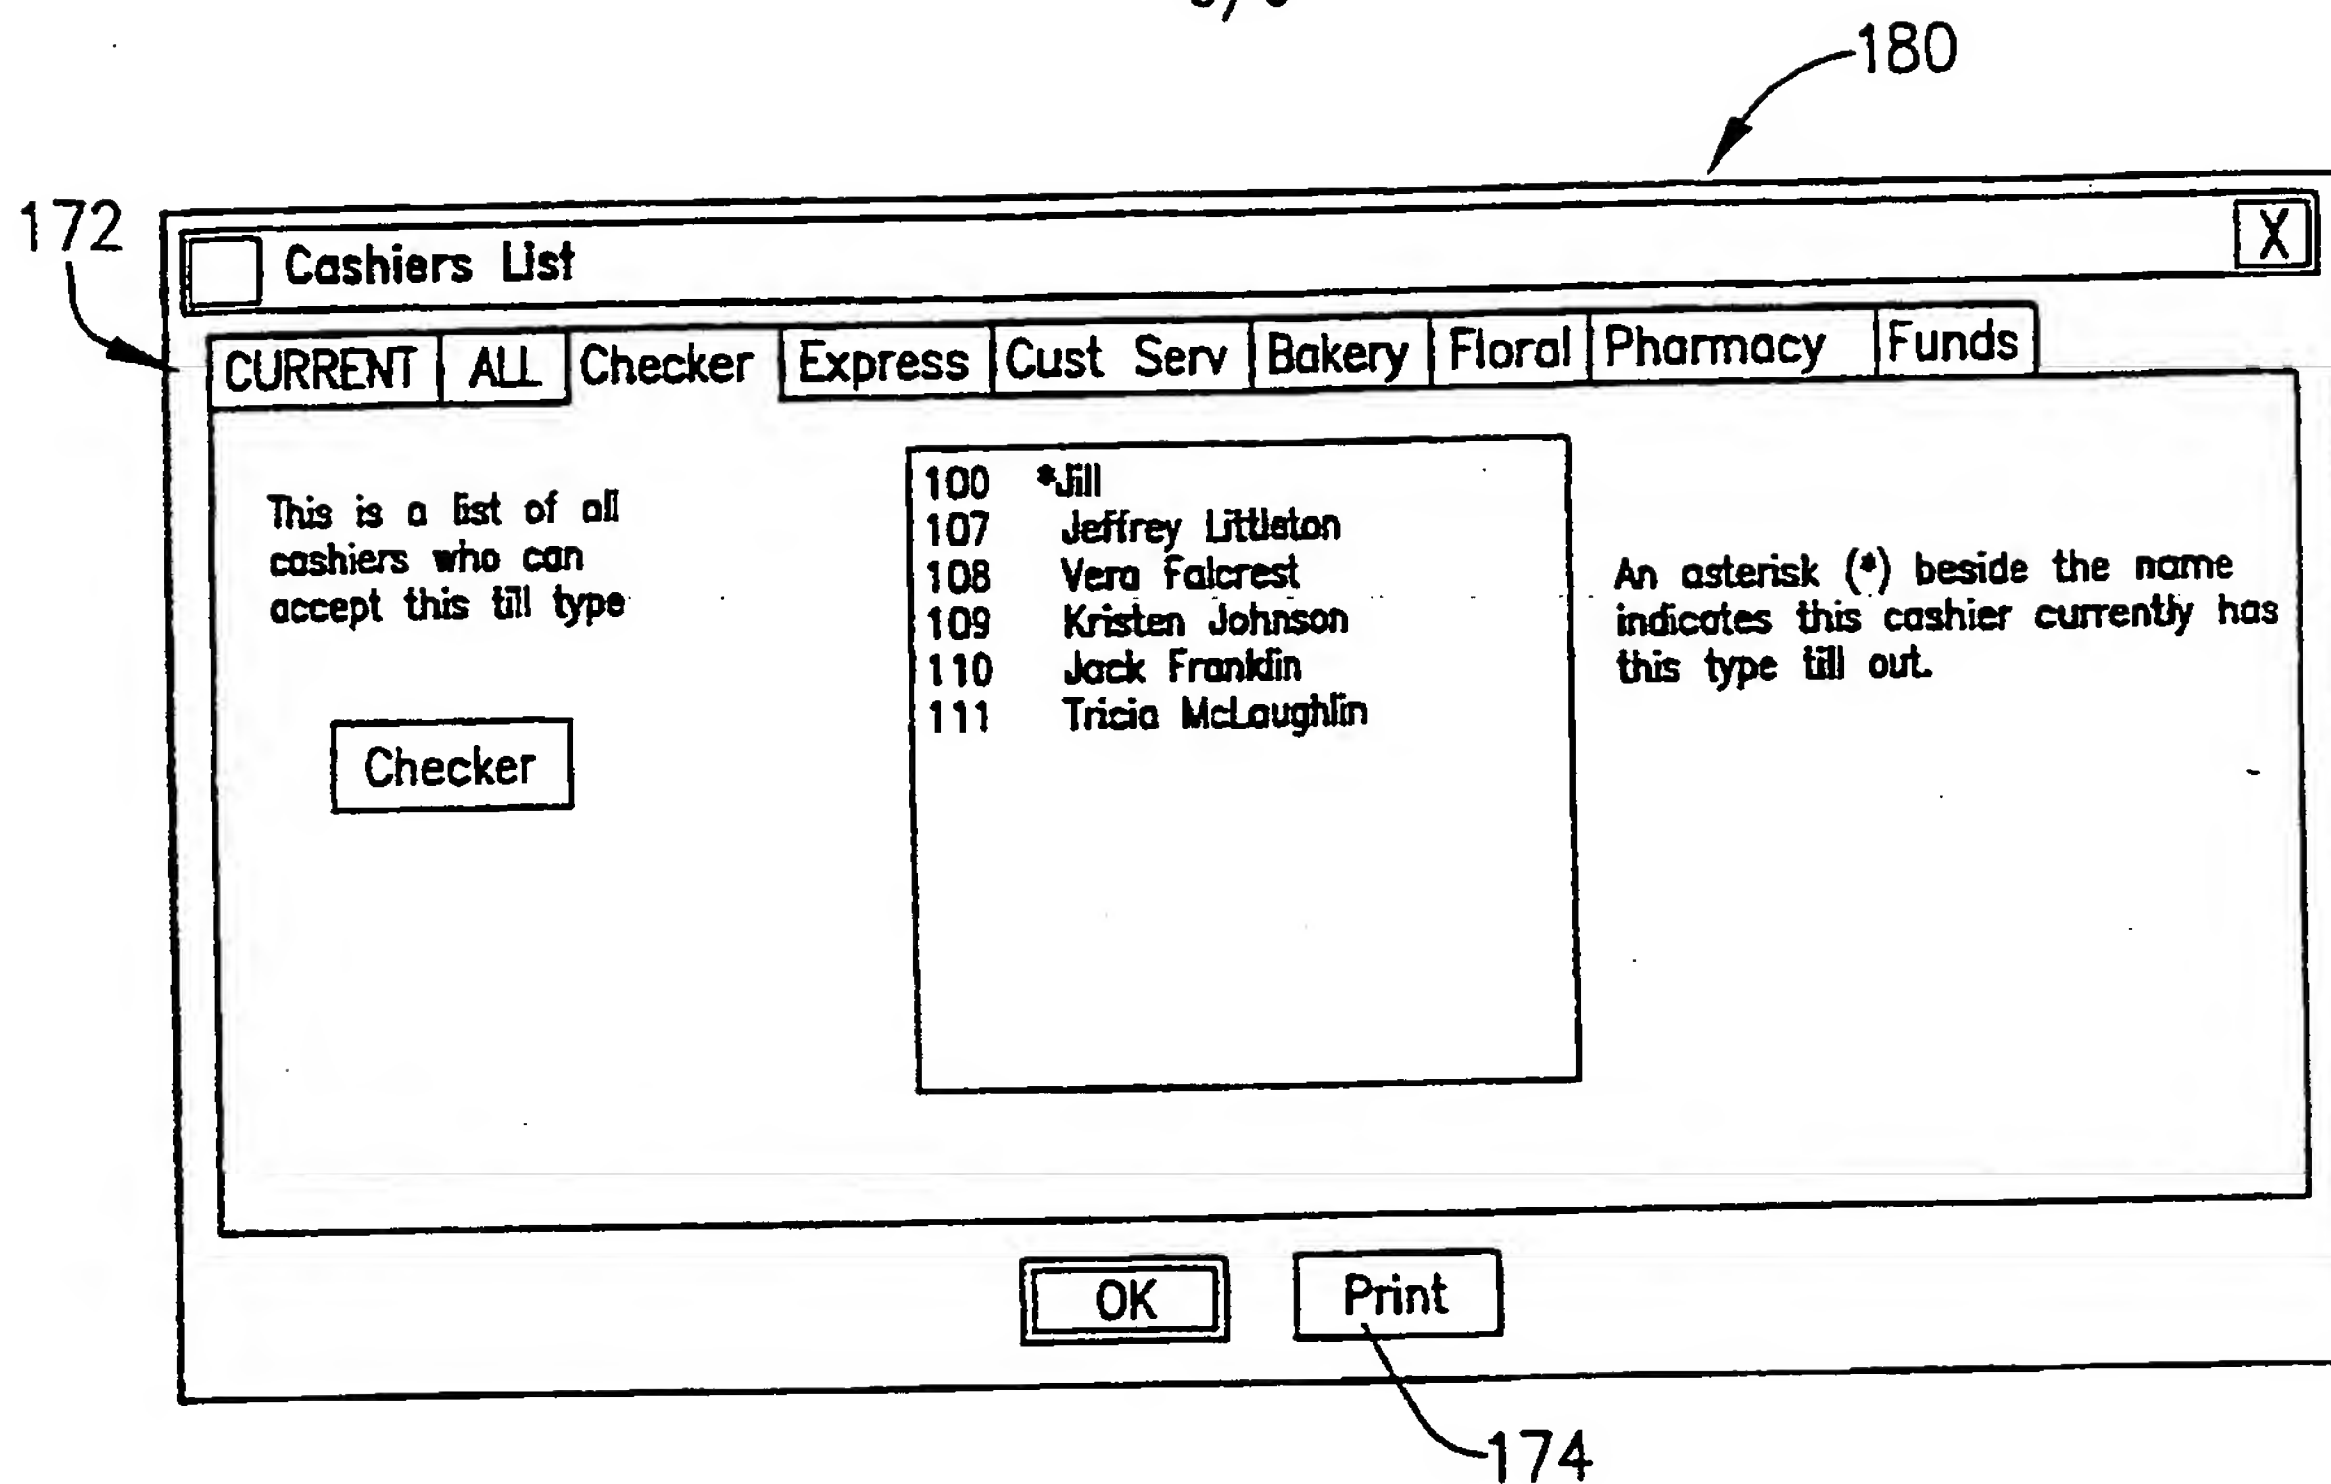 180
172
Cashiers List X
CURRENT ALL Checker Express Cust Serv Bakery Floral Pharmacy Funds
This is a list of all
cashiers who can
accept this till type
Checker
100 *Jill
107 Jeffrey Littleton
108 Vera Falcrest
109 Kristen Johnson
110 Jack Franklin
111 Tricia McLaughlin
An asterisk (*) beside the name
indicates this cashier currently has
this type till out.
OK Print
174